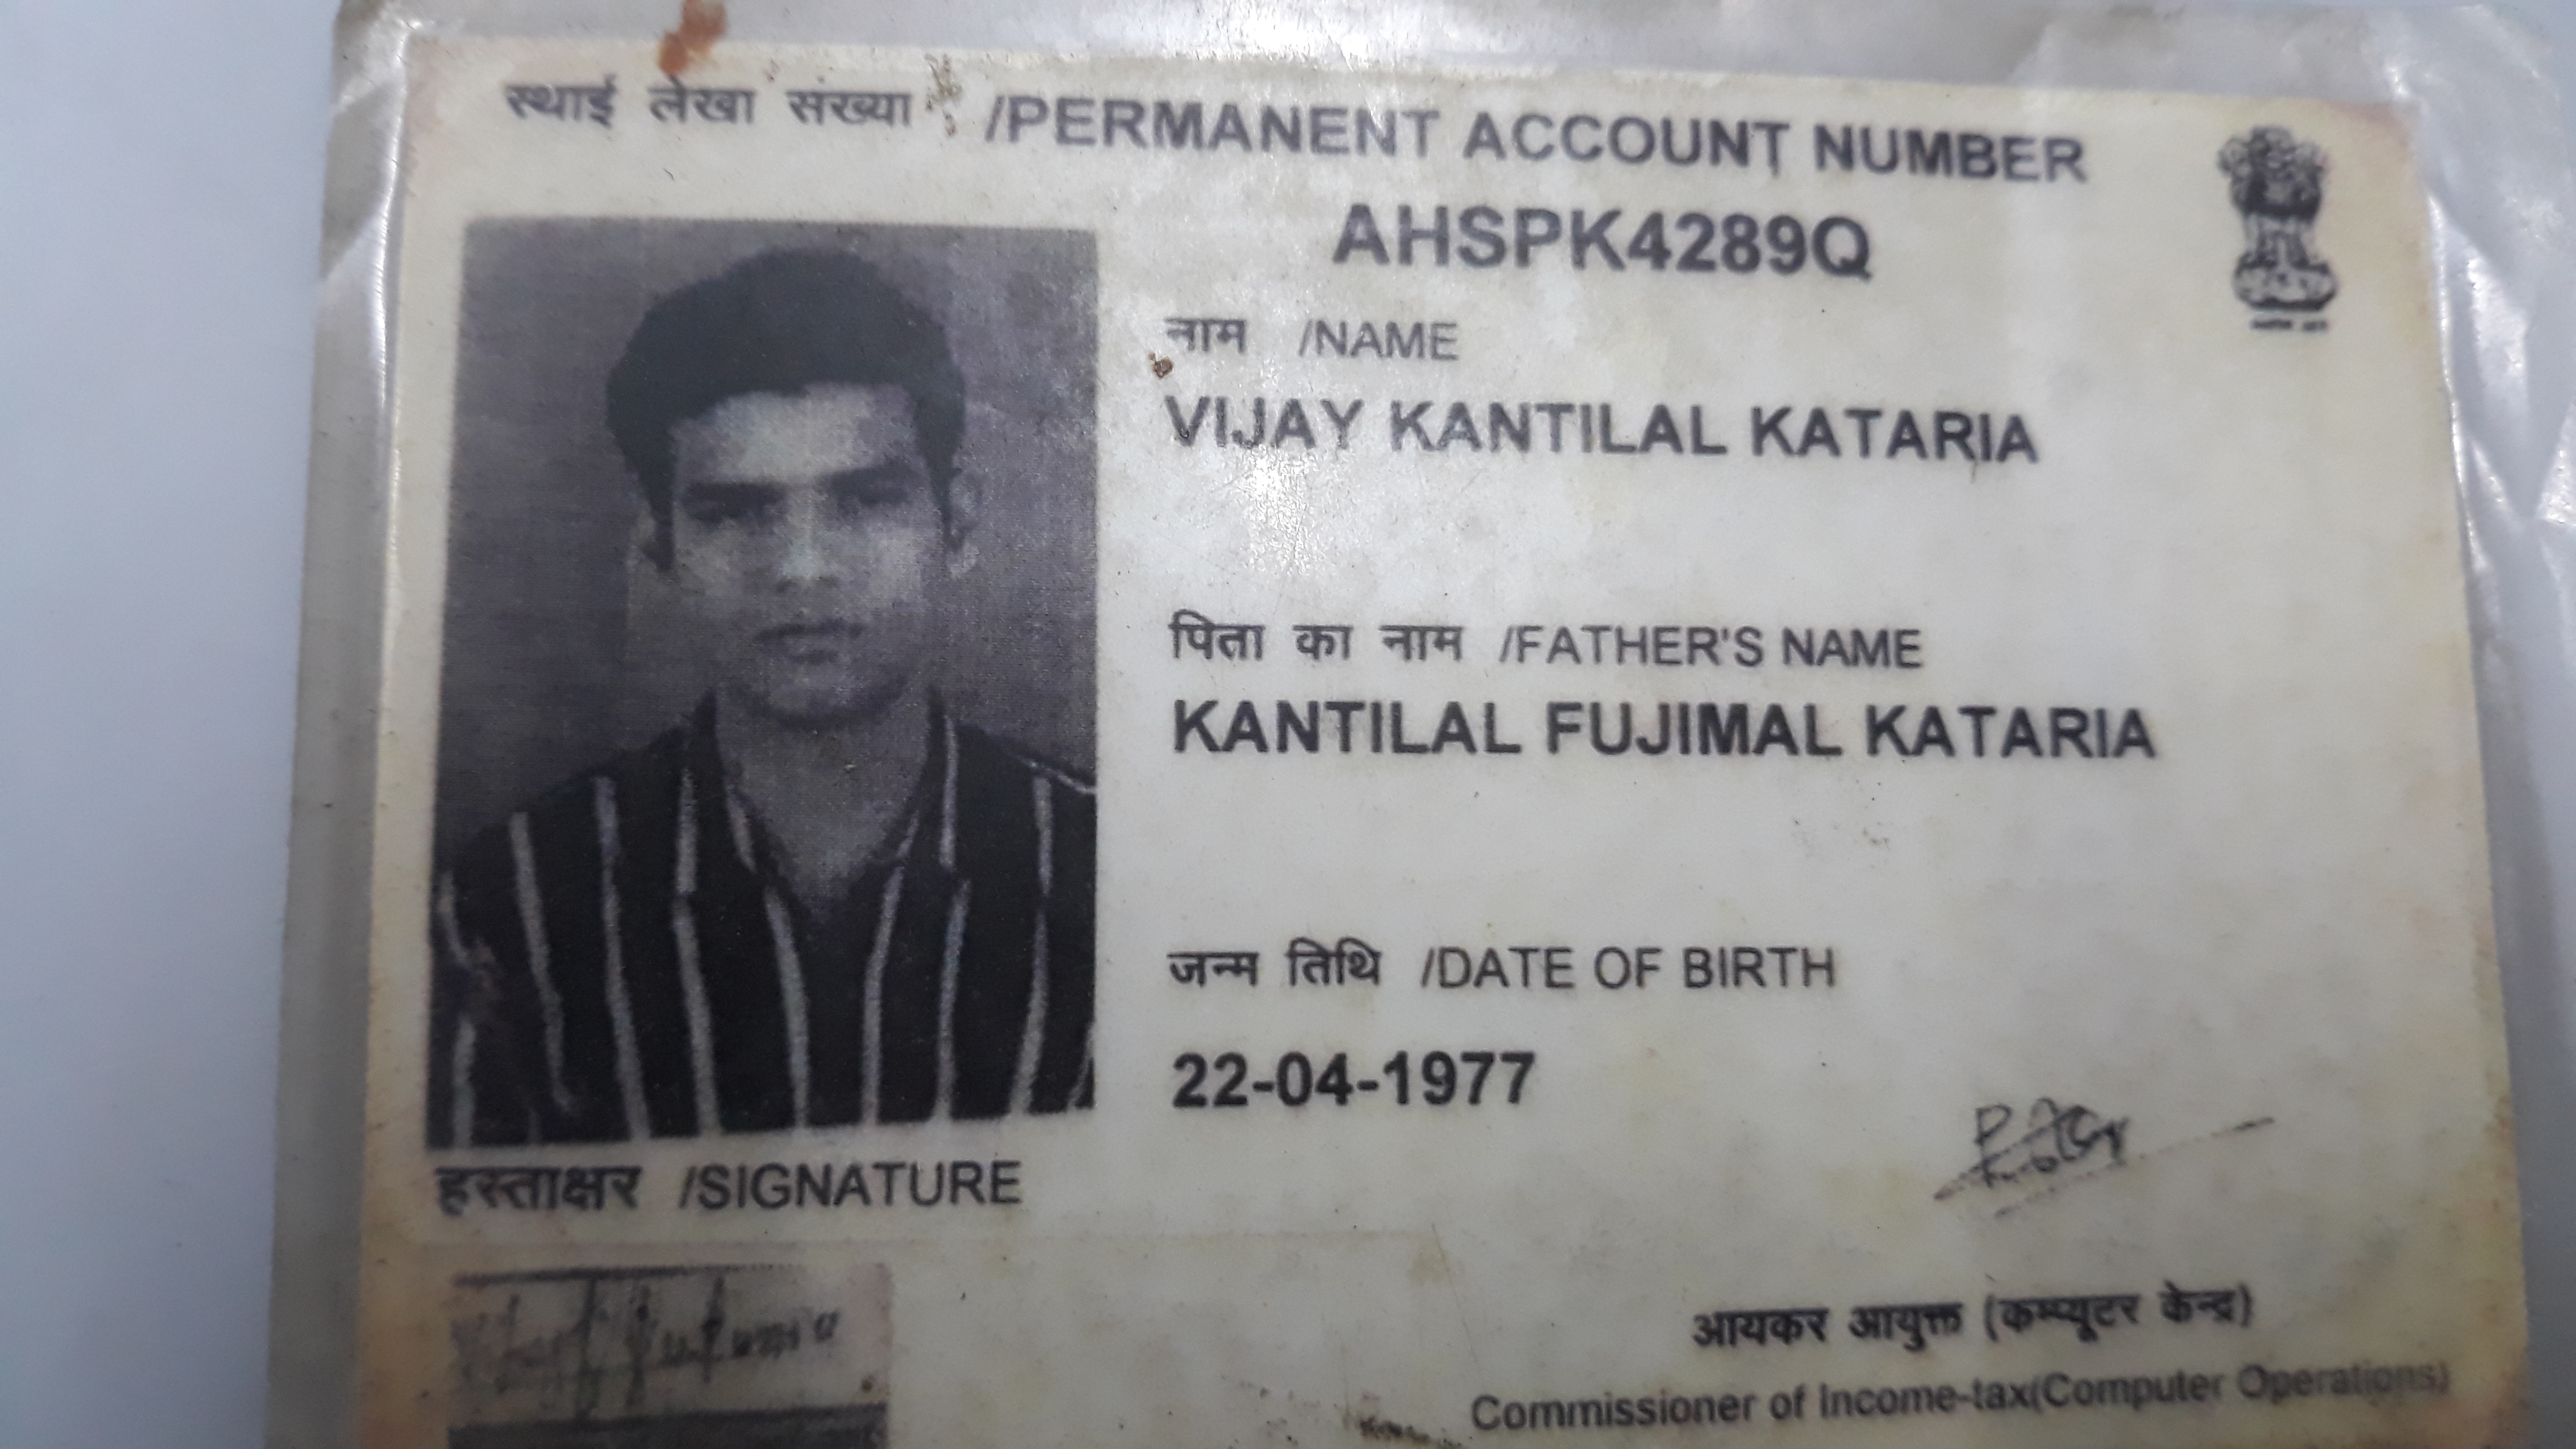 स्थाई लेखा संख्या /PERMANENT ACCOUNT NUMBER
AHSPK4289Q
नाम /NAME
VIJAY KANTILAL KATARIA
पिता का नाम /FATHER'S NAME
KANTILAL FUJIMAL KATARIA
जन्म तिथि /DATE OF BIRTH
22-04-1977
हस्ताक्षर /SIGNATURE
आयकर आयुक्त (कम्प्यूटर केन्द्र)
Commissioner of Income-tax(Computer Operations)